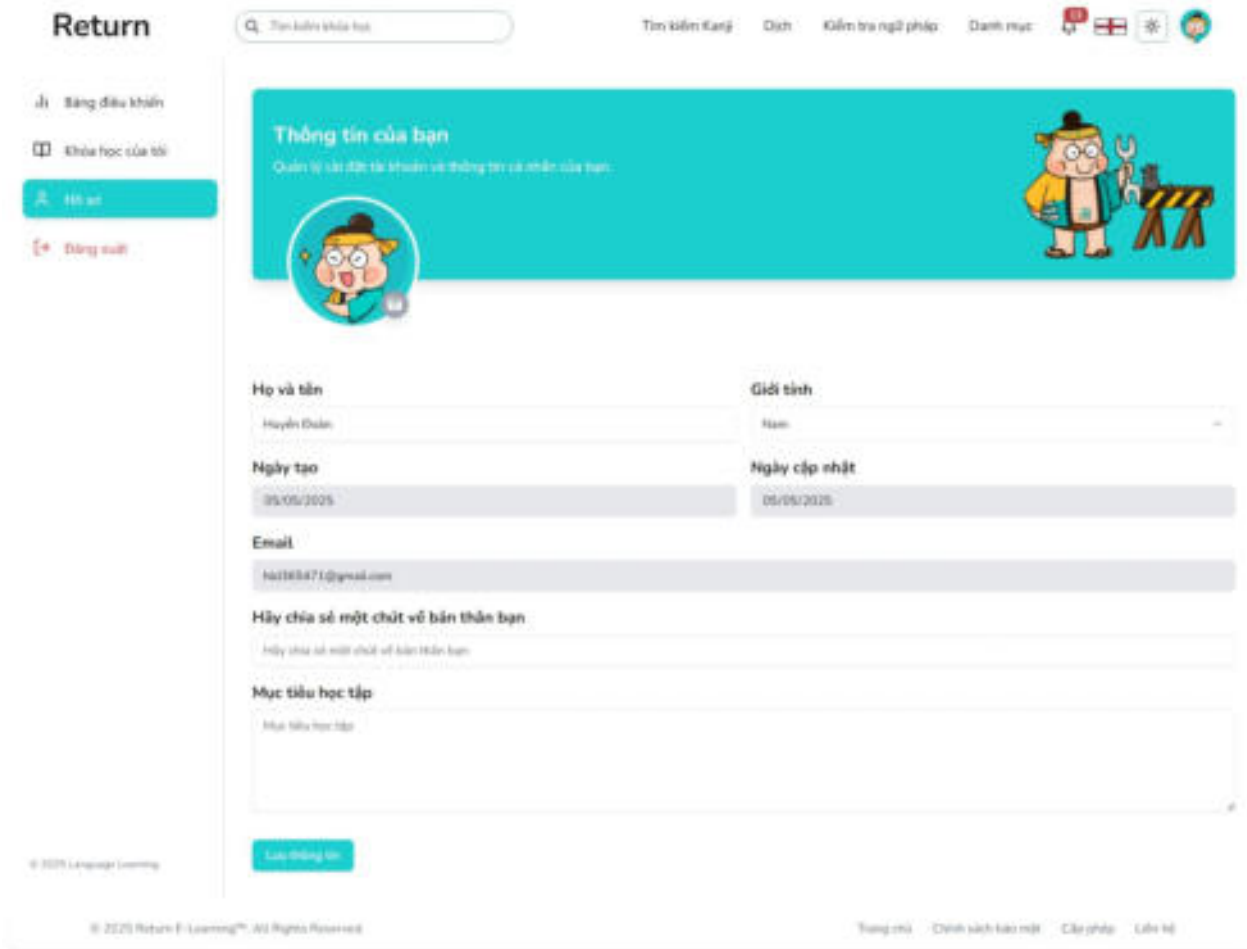 Return
Tìm kiếm khóa học
Tìm kiếm Kanji
Dịch
Kiểm tra ngữ pháp
Danh mục
Bảng điều khiển
Khóa học của tôi
Hồ sơ
Đăng xuất
Thông tin của bạn
Quản lý cài đặt tài khoản và thông tin cá nhân của bạn.
Họ và tên
Huyền Đoàn
Giới tính
Nam
Ngày tạo
05/05/2025
Ngày cập nhật
05/05/2025
Email
Hãy chia sẻ một chút về bản thân bạn
Hãy chia sẻ một chút về bản thân bạn
Mục tiêu học tập
Mục tiêu học tập
Lưu thông tin
© 2025 Language Learning
© 2025 Return E-Learning™. All Rights Reserved.
Trang chủ
Chính sách bảo mật
Cấp phép
Liên hệ